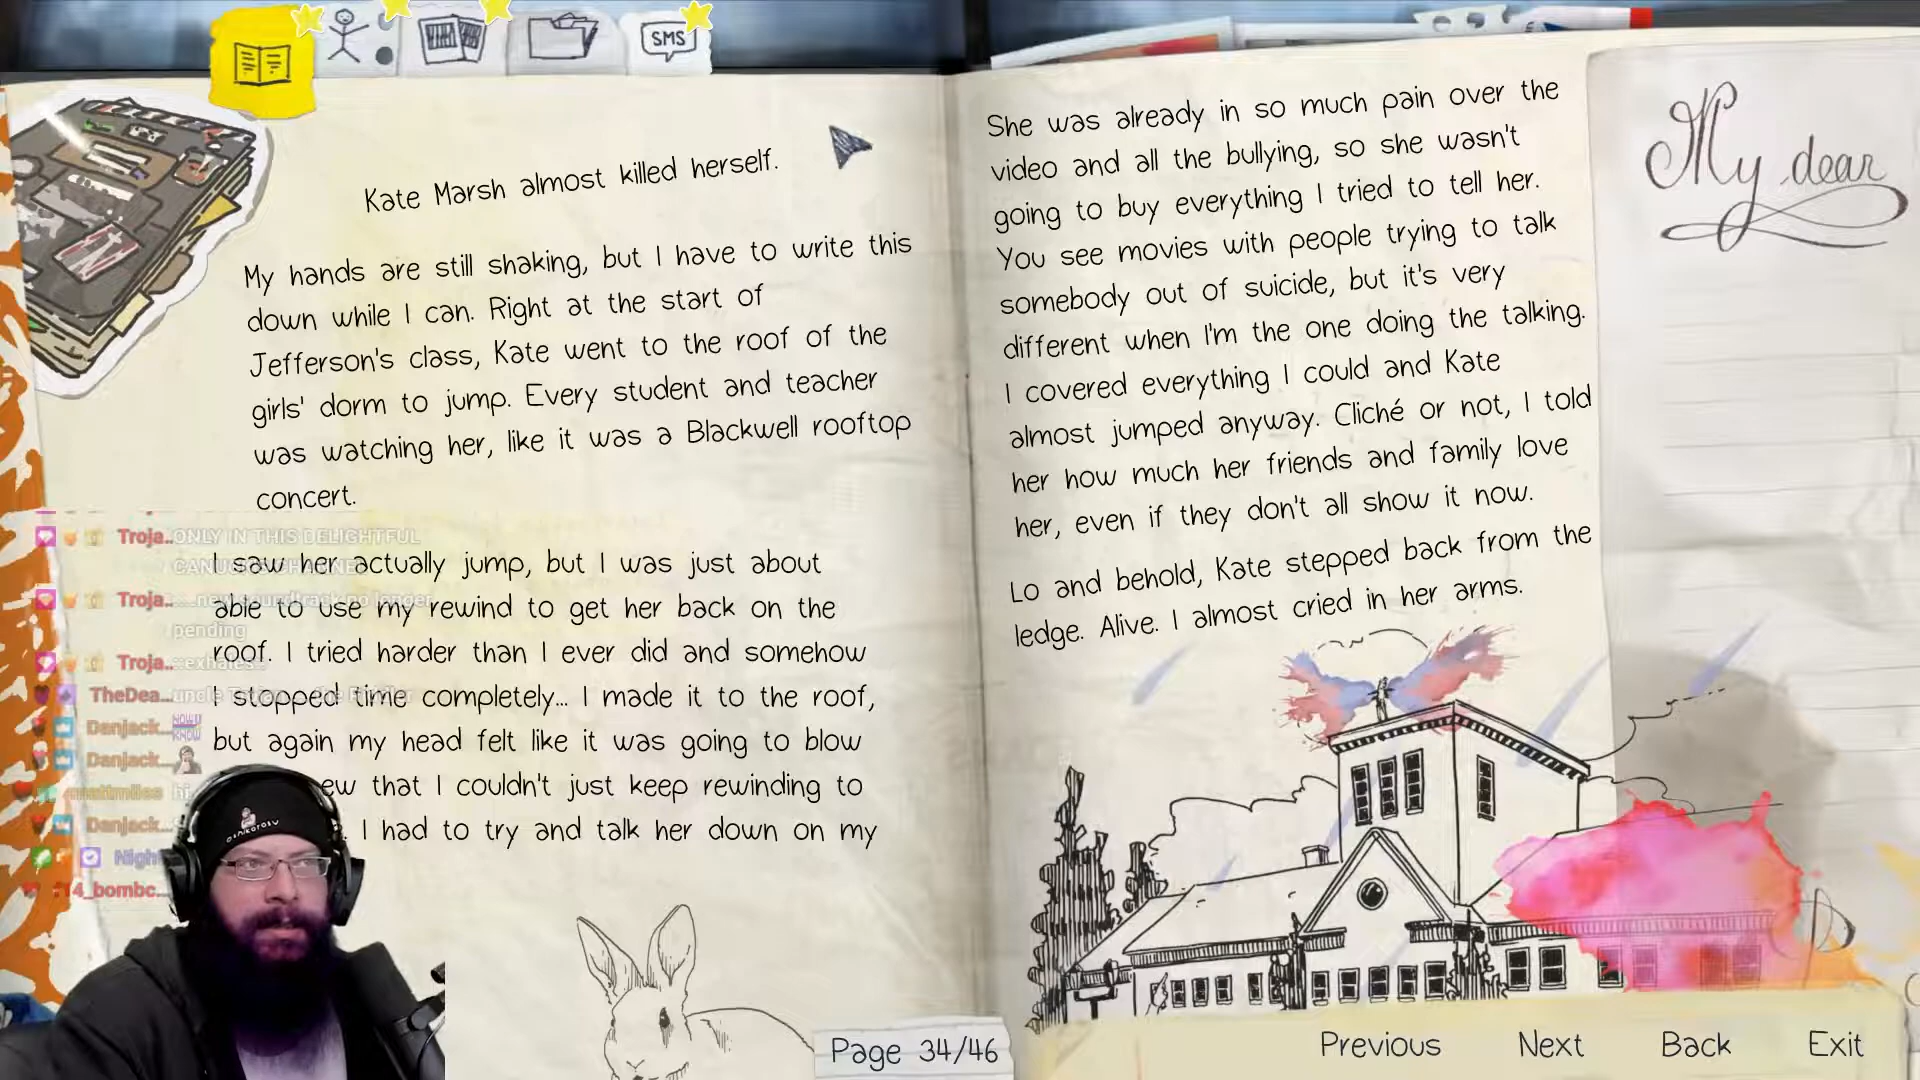 SMS
Kate Marsh almost killed herself.
My hands are still shaking, but I have to write this
down while I can. Right at the start of
Jefferson's class, Kate went to the roof of the
girls' dorm to jump. Every student and teacher
was watching her, like it was a Blackwell rooftop
concert.
I saw her actually jump, but I was just about
able to use my rewind to get her back on the
roof. I tried harder than I ever did and somehow
I stopped time completely... I made it to the roof,
but again my head felt like it was going to blow
ew that I couldn't just keep rewinding to
. I had to try and talk her down on my
She was already in so much pain over the
video and all the bullying, so she wasn't
going to buy everything I tried to tell her.
You see movies with people trying to talk
somebody out of suicide, but it's very
different when I'm the one doing the talking.
I covered everything I could and Kate
almost jumped anyway. Cliché or not, I told
her how much her friends and family love
her, even if they don't all show it now.
Lo and behold, Kate stepped back from the
ledge. Alive. I almost cried in her arms.
My dear
Troja.. ONLY IN THIS DELIGHTFUL
Troja.. ...new soundtrack no longer
pending
Troja.. ::exhales::
TheDea.. uncle
Danjack..
Danjack..
hi
Danjack..
Nigh
f14_bombc...
Page 34/46
Previous
Next
Back
Exit